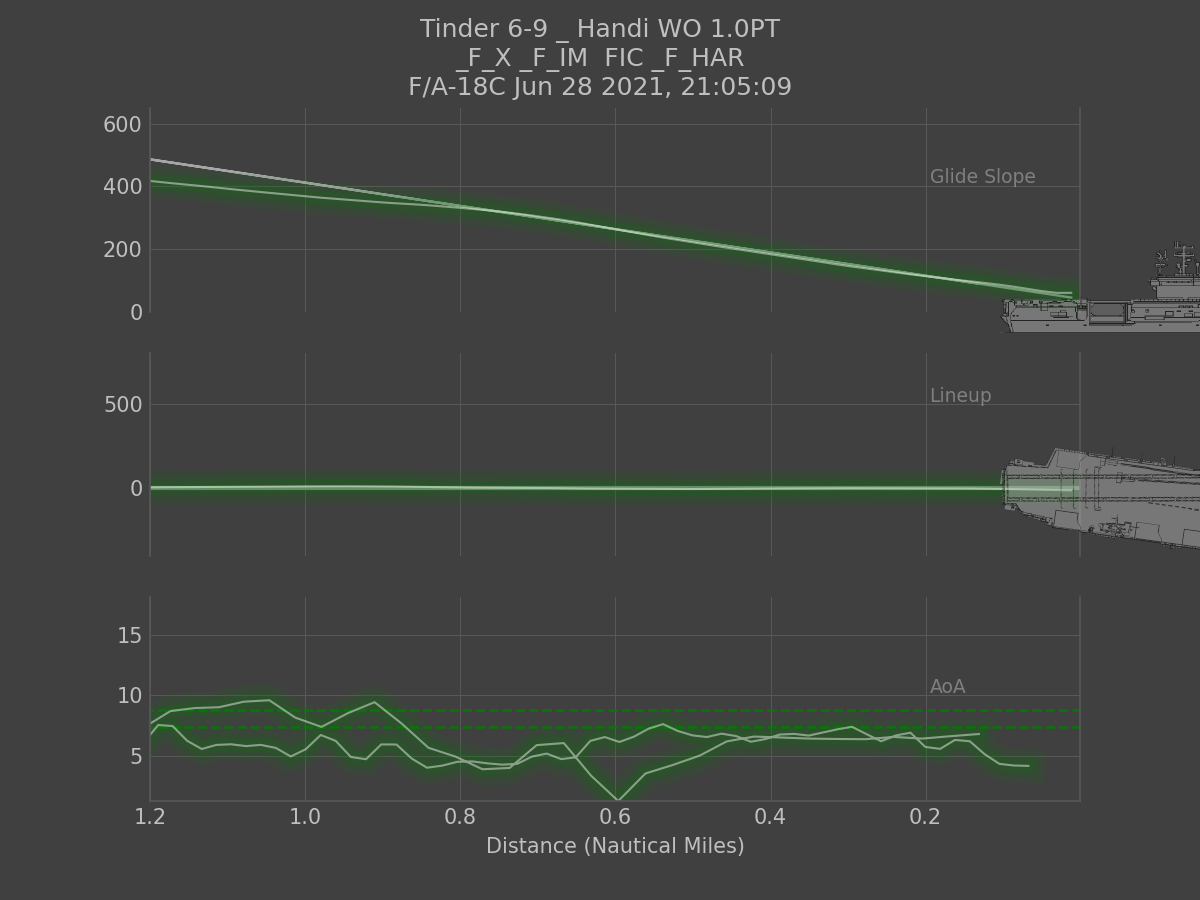 Tinder 6-9 _ Handi WO 1.0PT
_F_X _F_IM  FIC _F_HAR
F/A-18C Jun 28 2021, 21:05:09
600
400
200
0
Glide Slope
500
0
Lineup
15
10
5
AoA
1.2 1.0 0.8 0.6 0.4 0.2
Distance (Nautical Miles)